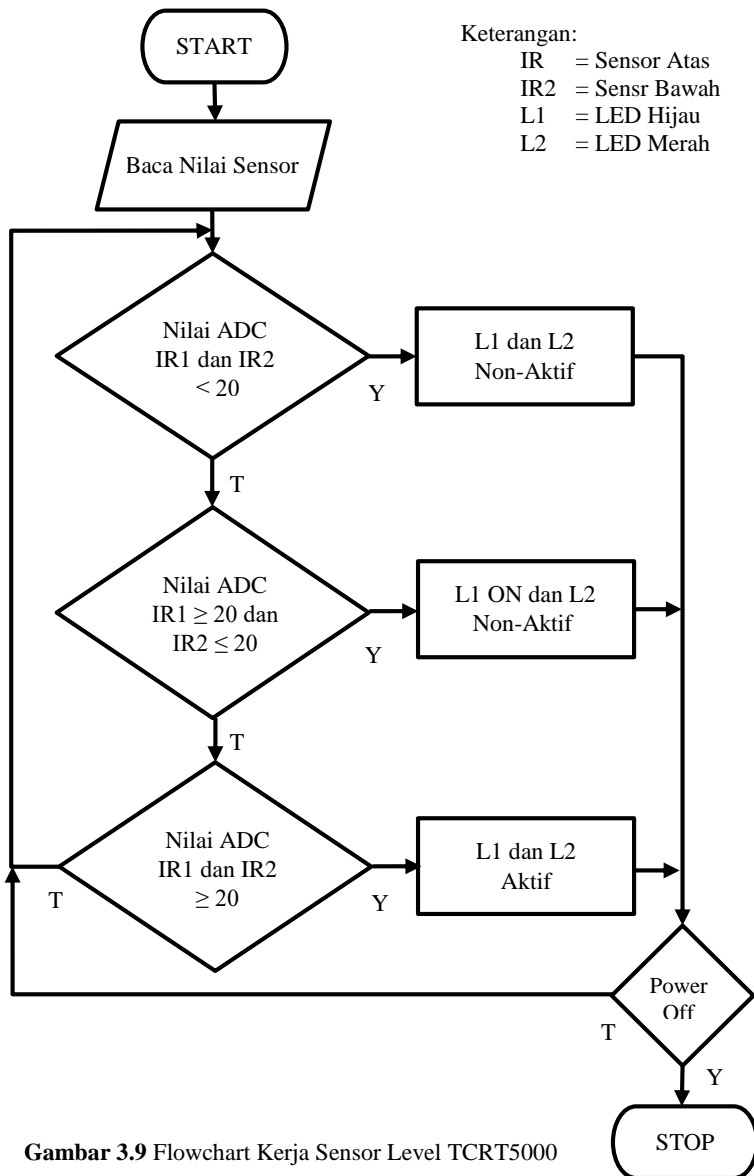 START
Keterangan:
IR = Sensor Atas
IR2 = Sensr Bawah
L1 = LED Hijau
L2 = LED Merah
Baca Nilai Sensor
Nilai ADC
IR1 dan IR2
< 20
Y
L1 dan L2
Non-Aktif
T
Nilai ADC
IR1 ≥ 20 dan
IR2 ≤ 20
Y
L1 ON dan L2
Non-Aktif
T
Nilai ADC
IR1 dan IR2
≥ 20
T
Y
L1 dan L2
Aktif
Power
Off
T
Y
STOP
Gambar 3.9 Flowchart Kerja Sensor Level TCRT5000